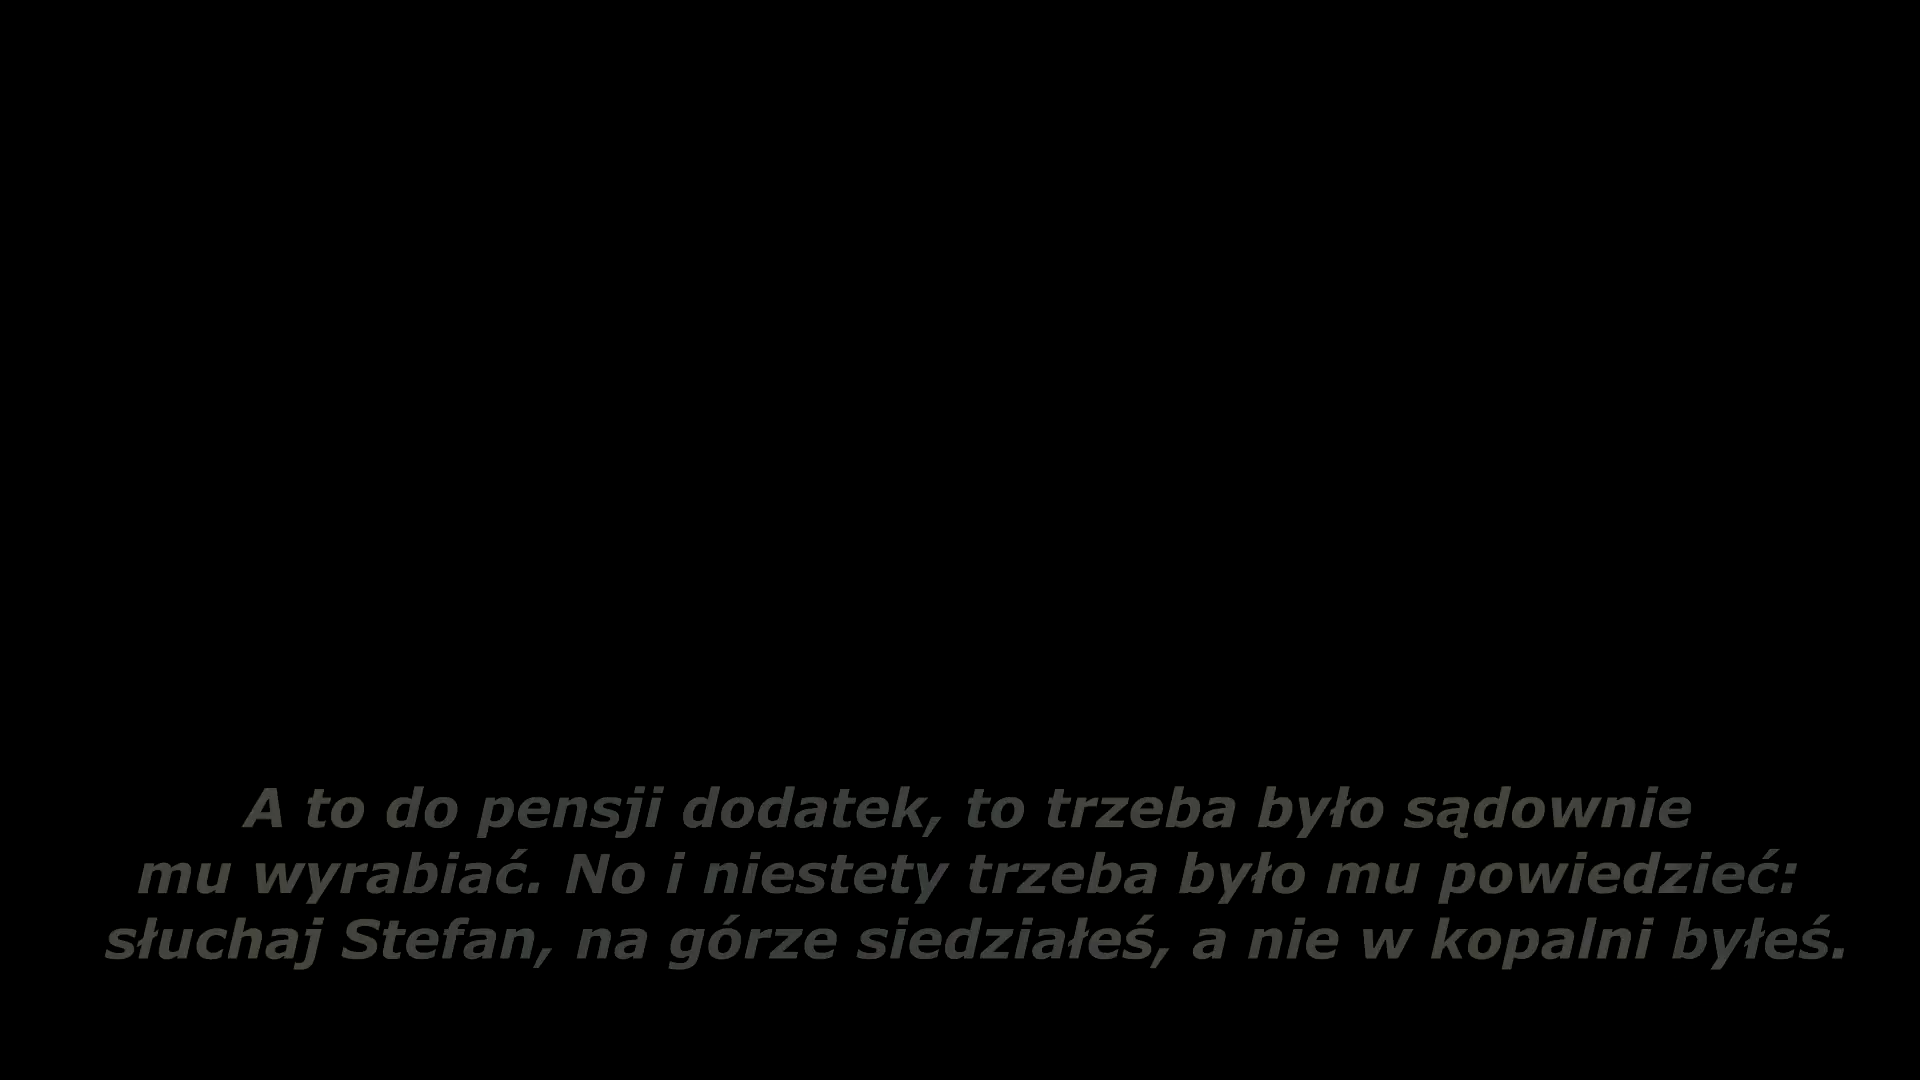 A to do pensji dodatek, to trzeba było sądownie
mu wyrabiać. No i niestety trzeba było mu powiedzieć:
słuchaj Stefan, na górze siedziałeś, a nie w kopalni byłeś.